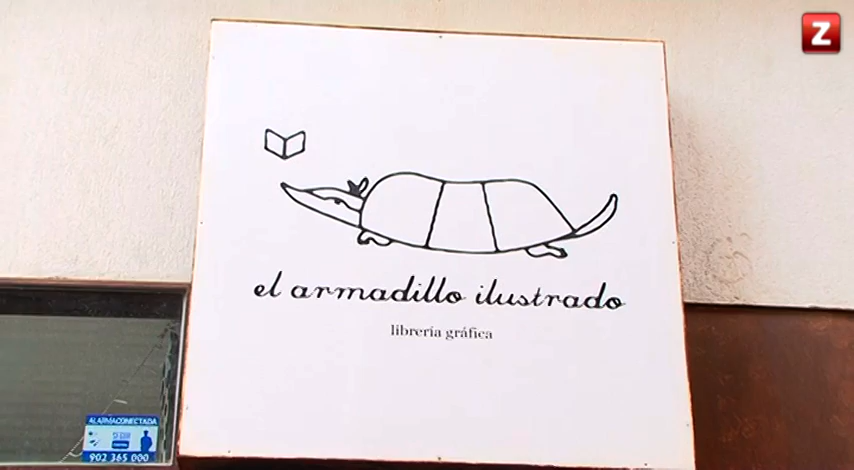 Z
el armadillo ilustrado
librería gráfica
ALARMA CONECTADA
902 365 000